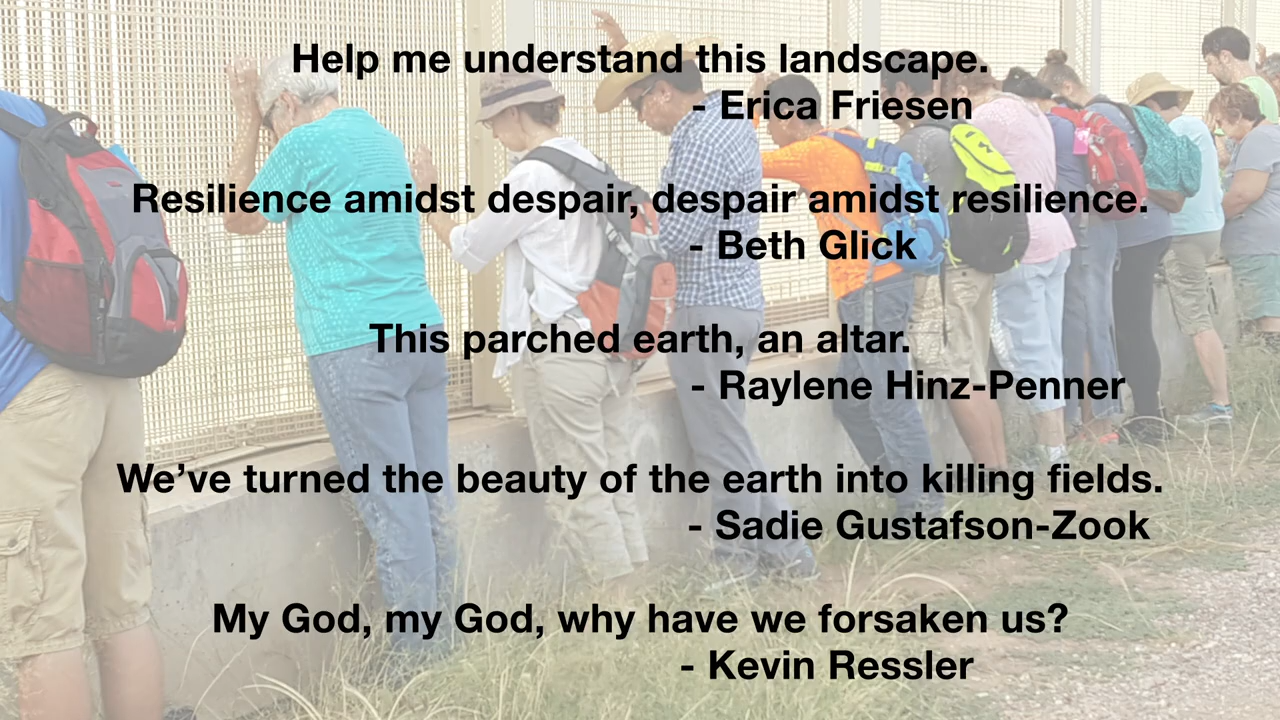 Help me understand this landscape.
- Erica Friesen
Resilience amidst despair, despair amidst resilience.
- Beth Glick
This parched earth, an altar.
- Raylene Hinz-Penner
We’ve turned the beauty of the earth into killing fields.
- Sadie Gustafson-Zook
My God, my God, why have we forsaken us?
- Kevin Ressler